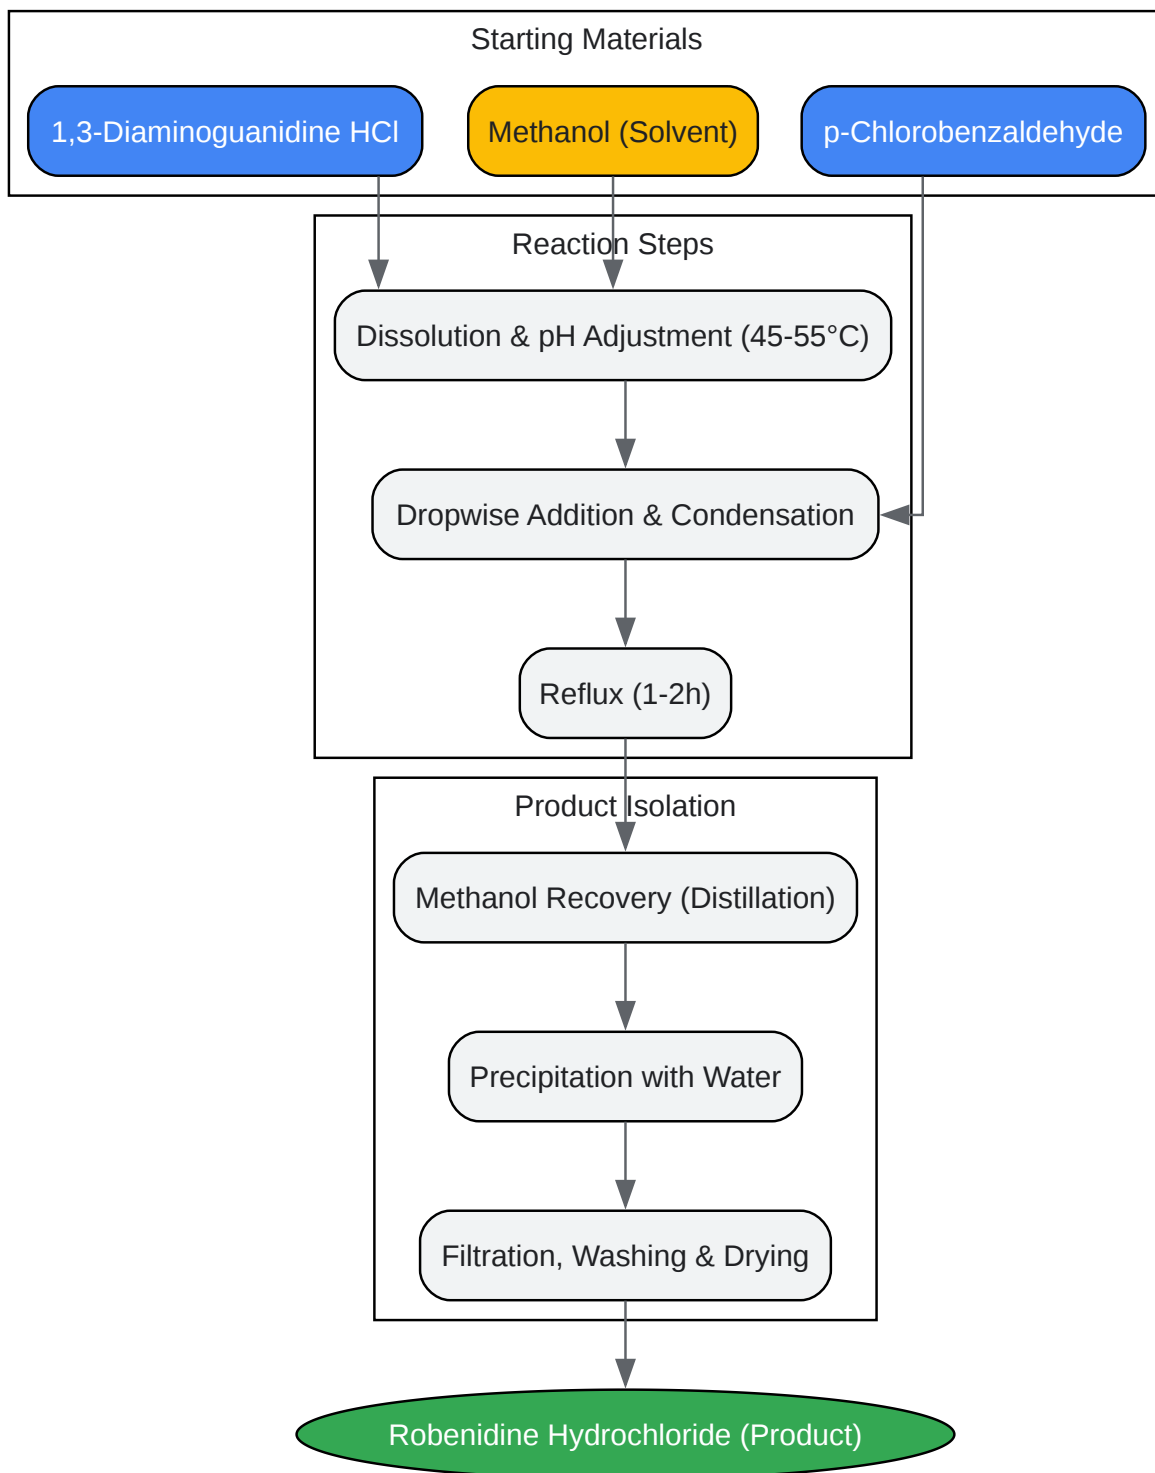 Starting Materials
1,3-Diaminoguanidine HCl
Methanol (Solvent)
p-Chlorobenzaldehyde
Reaction Steps
Dissolution & pH Adjustment (45-55°C)
Dropwise Addition & Condensation
Reflux (1-2h)
Product Isolation
Methanol Recovery (Distillation)
Precipitation with Water
Filtration, Washing & Drying
Robenidine Hydrochloride (Product)